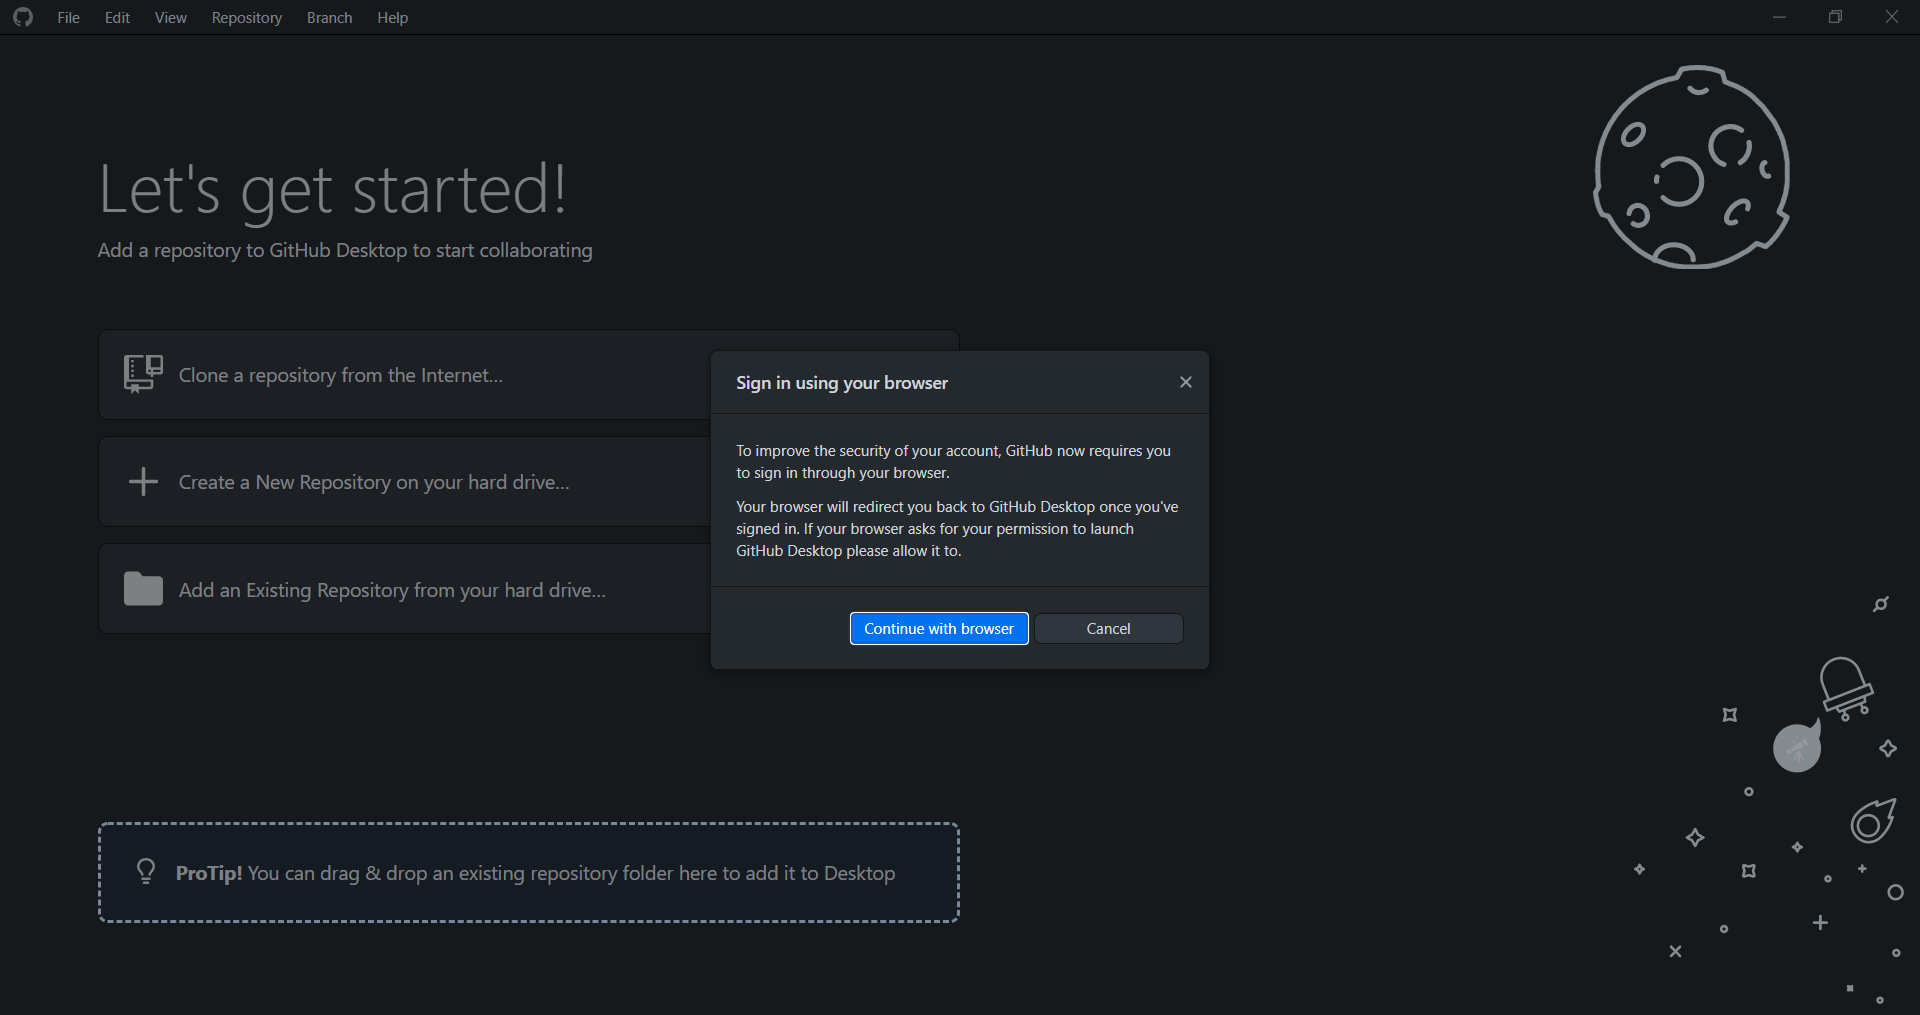 File Edit View Repository Branch Help
Let's get started!
Add a repository to GitHub Desktop to start collaborating
Clone a repository from the Internet...
Create a New Repository on your hard drive...
Add an Existing Repository from your hard drive...
ProTip! You can drag & drop an existing repository folder here to add it to Desktop
Sign in using your browser
To improve the security of your account, GitHub now requires you
to sign in through your browser.
Your browser will redirect you back to GitHub Desktop once you've
signed in. If your browser asks for your permission to launch
GitHub Desktop please allow it to.
Continue with browser Cancel